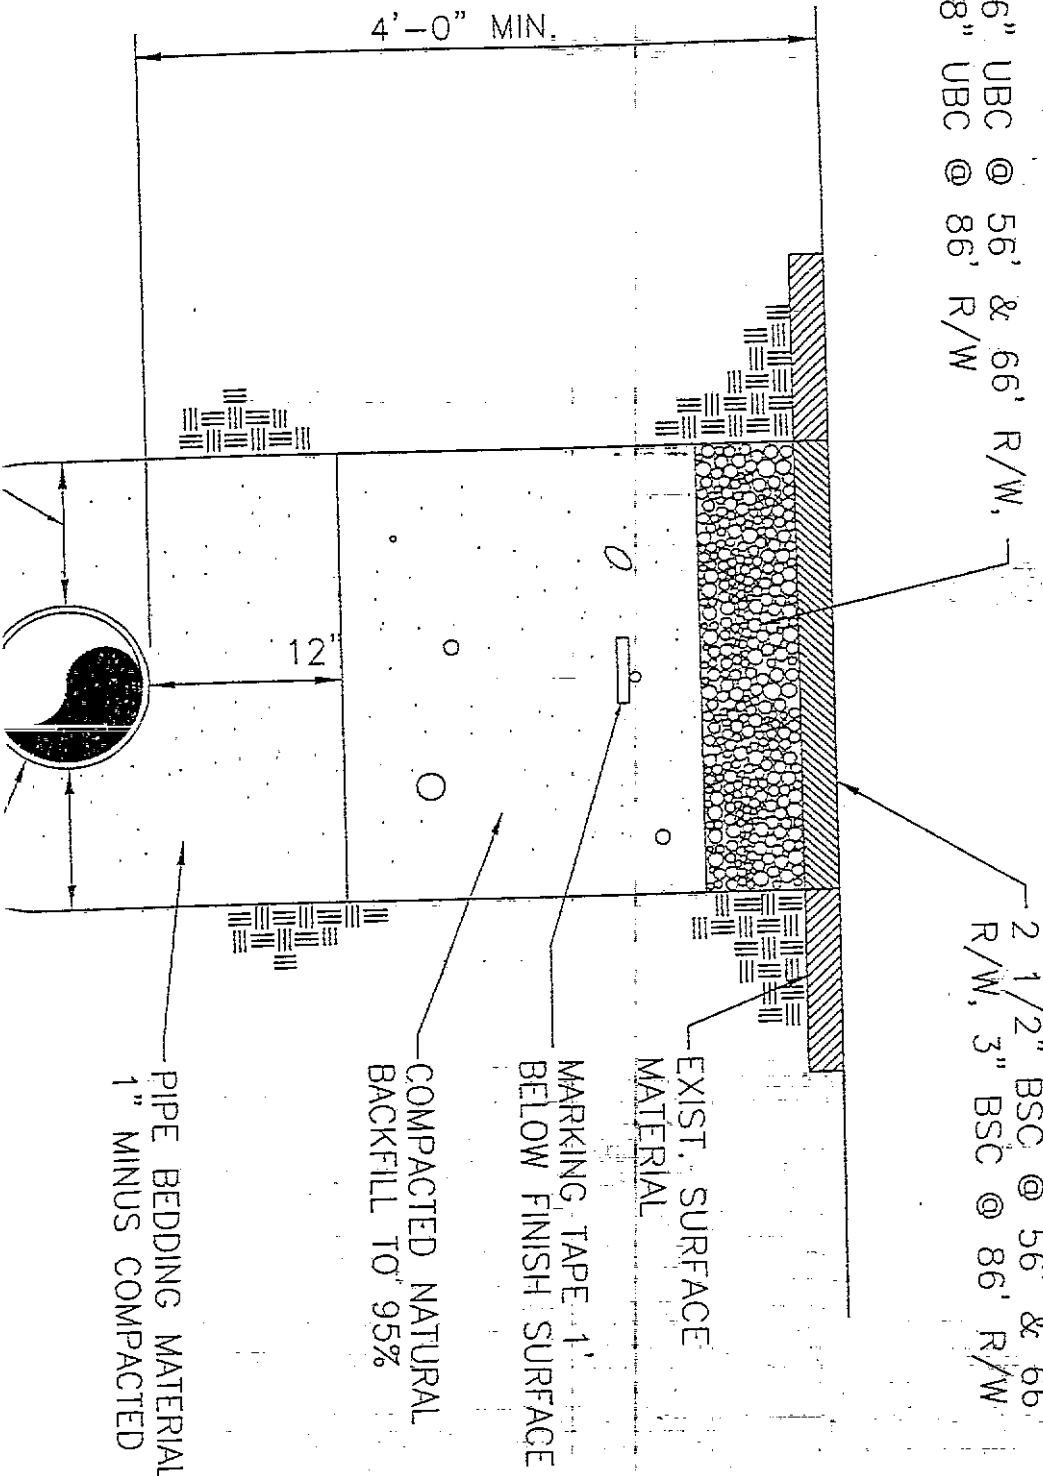 6" UBC @ 56' & 66' R/W,
8" UBC @ 86' R/W
2 1/2" BSC @ 56' & 66'
R/W, 3" BSC @ 86' R/W
4'-0" MIN.
12"
EXIST. SURFACE
MATERIAL
MARKING TAPE 1'
BELOW FINISH SURFACE
COMPACTED NATURAL
BACKFILL TO 95%
PIPE BEDDING MATERIAL
1" MINUS COMPACTED